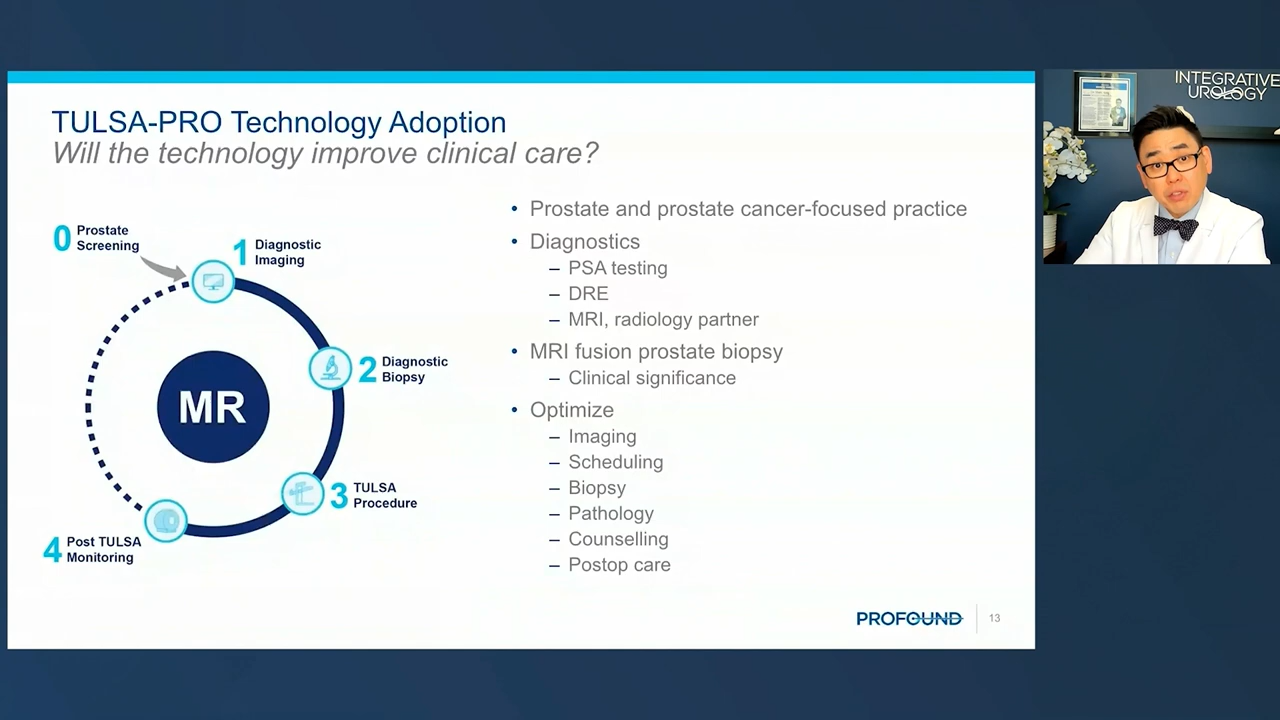 TULSA-PRO Technology Adoption
Will the technology improve clinical care?
0 Prostate
Screening
1 Diagnostic
Imaging
2 Diagnostic
Biopsy
MR
3 TULSA
Procedure
4 Post TULSA
Monitoring
• Prostate and prostate cancer-focused practice
• Diagnostics
– PSA testing
– DRE
– MRI, radiology partner
• MRI fusion prostate biopsy
– Clinical significance
• Optimize
– Imaging
– Scheduling
– Biopsy
– Pathology
– Counselling
– Postop care
PROFOUND
13
INTEGRATIVE
UROLOGY